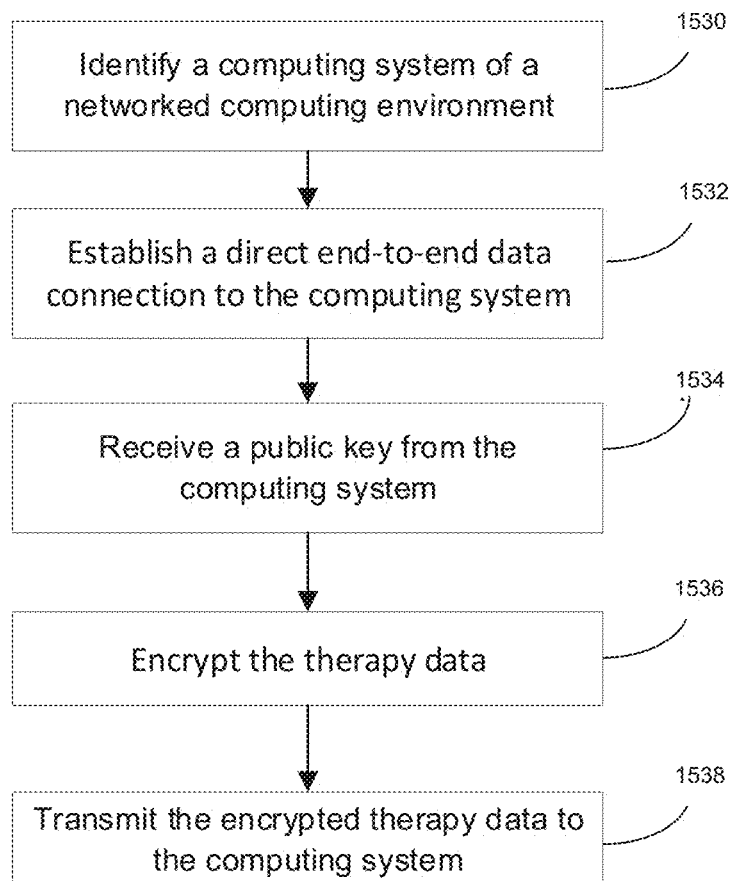 1530
Identify a computing system of a
networked computing environment
1532
Establish a direct end-to-end data
connection to the computing system
1534
Receive a public key from the
computing system
1536
Encrypt the therapy data
1538
Transmit the encrypted therapy data to
the computing system